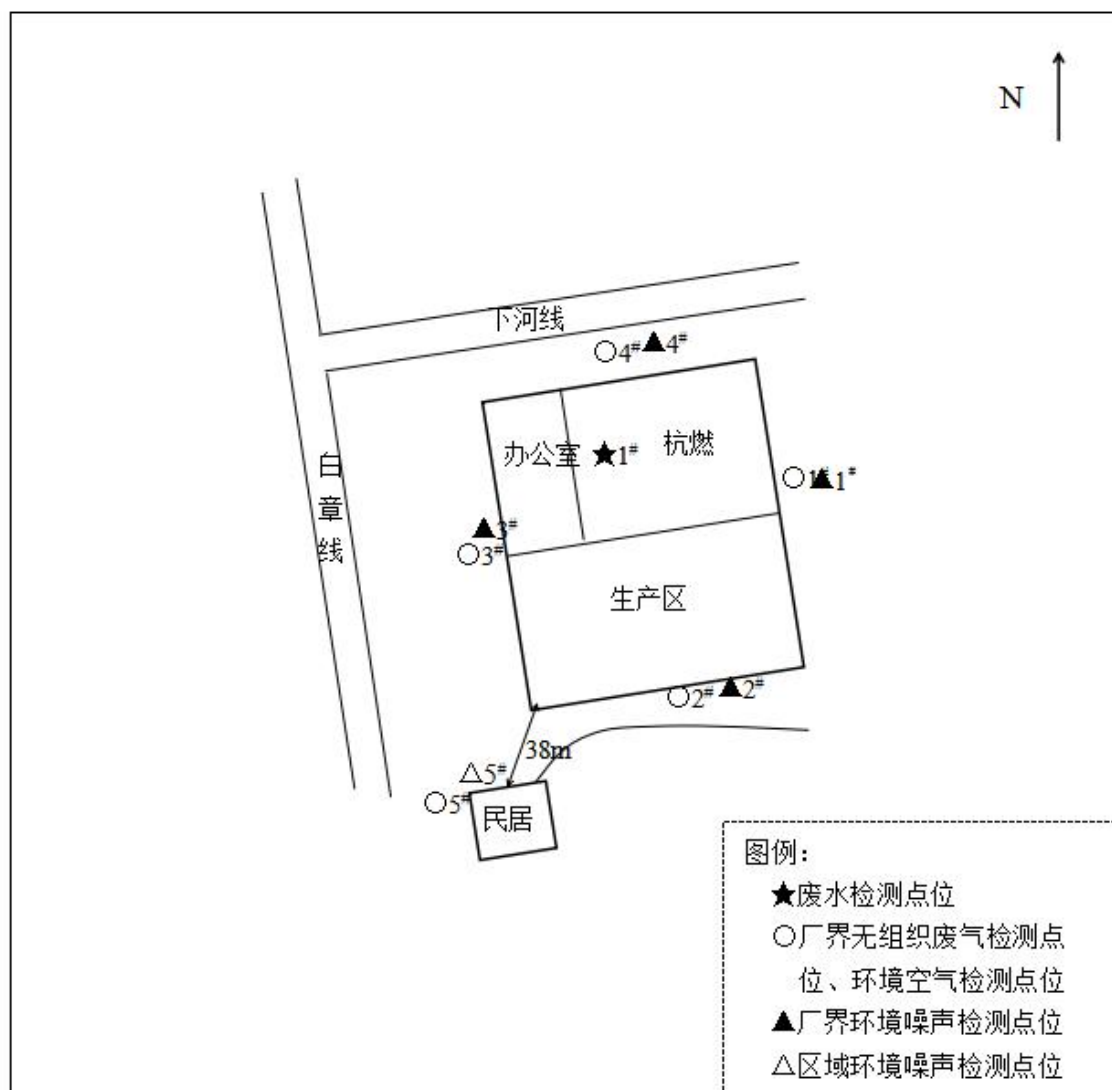 N
下河线
○4# ▲4#
办公室 ★1# 杭燃
○1# ▲1#
白章线
▲3#
○3#
生产区
○2# ▲2#
38m
△5#
○5#
民居
图例：
★废水检测点位
○厂界无组织废气检测点
位、环境空气检测点位
▲厂界环境噪声检测点位
△区域环境噪声检测点位